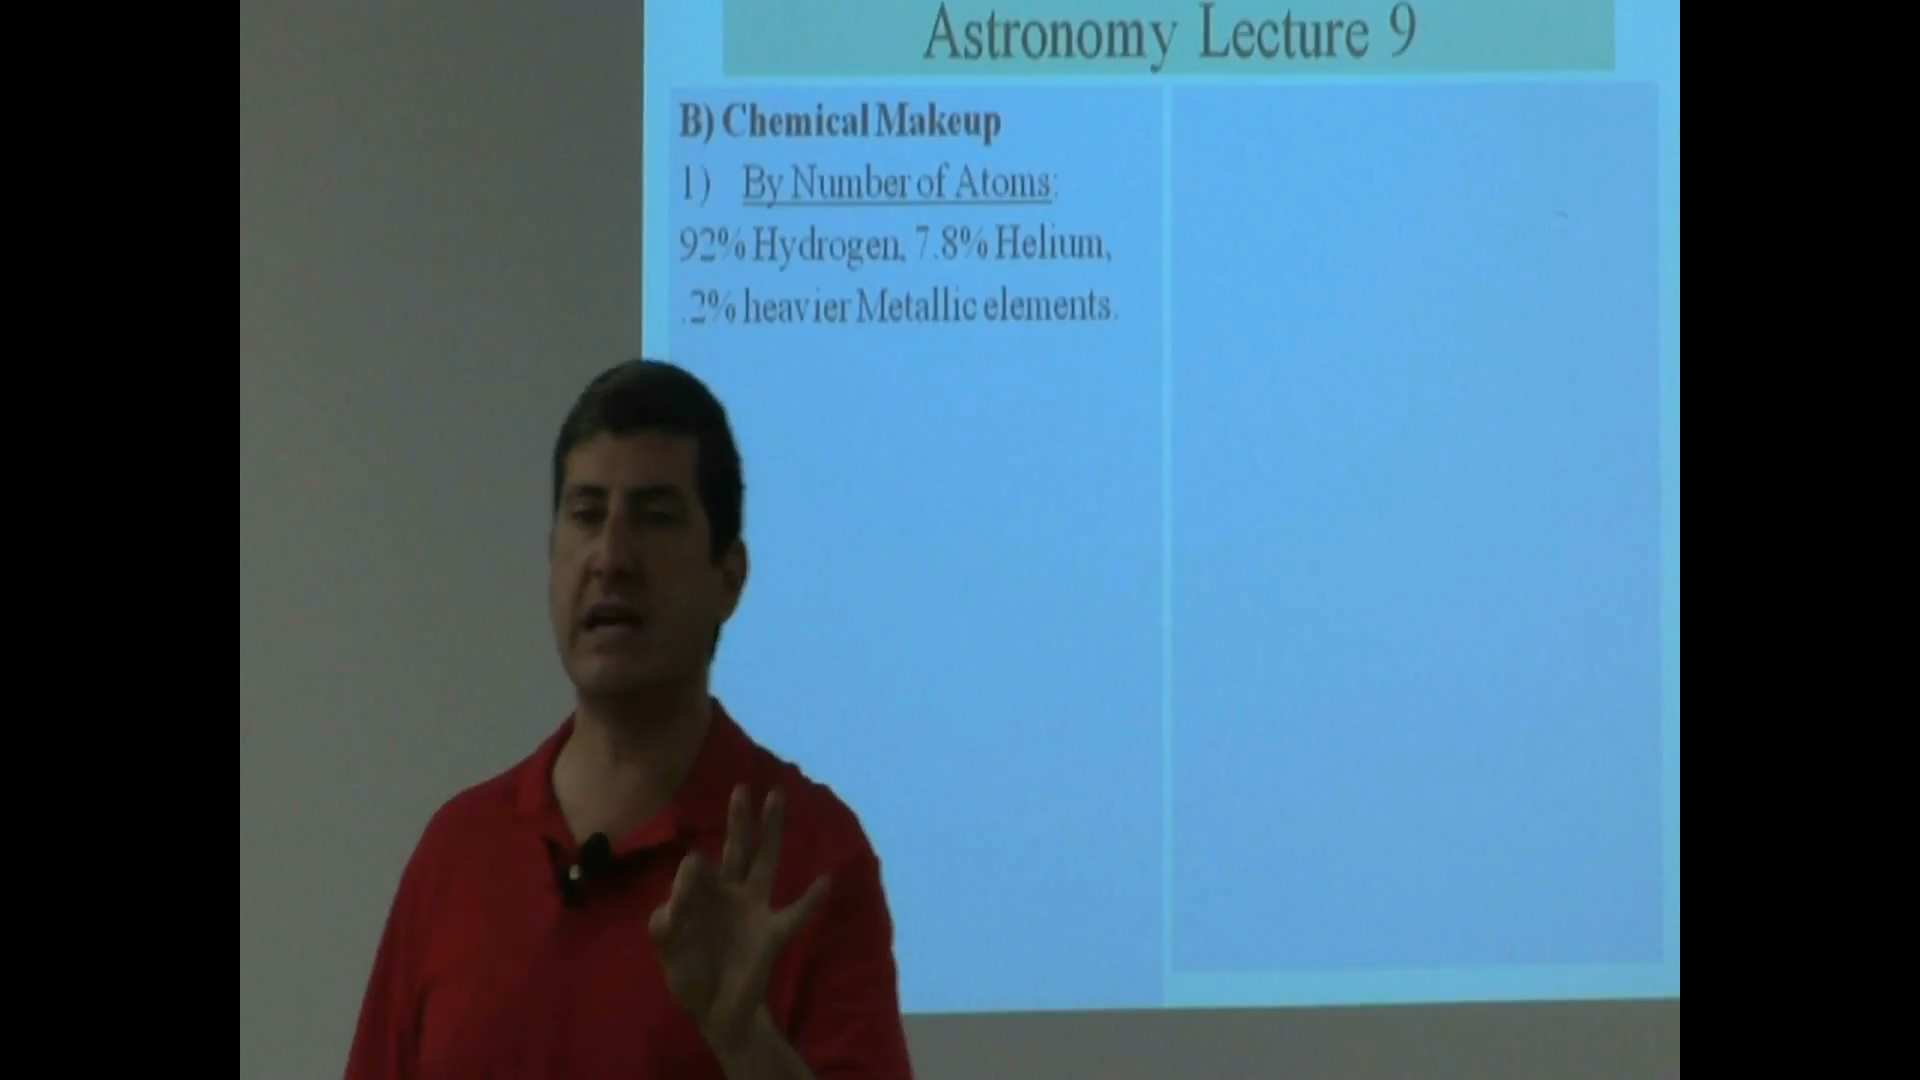 Astronomy Lecture 9
B) Chemical Makeup
1) By Number of Atoms:
92% Hydrogen, 7.8% Helium,
.2% heavier Metallic elements.